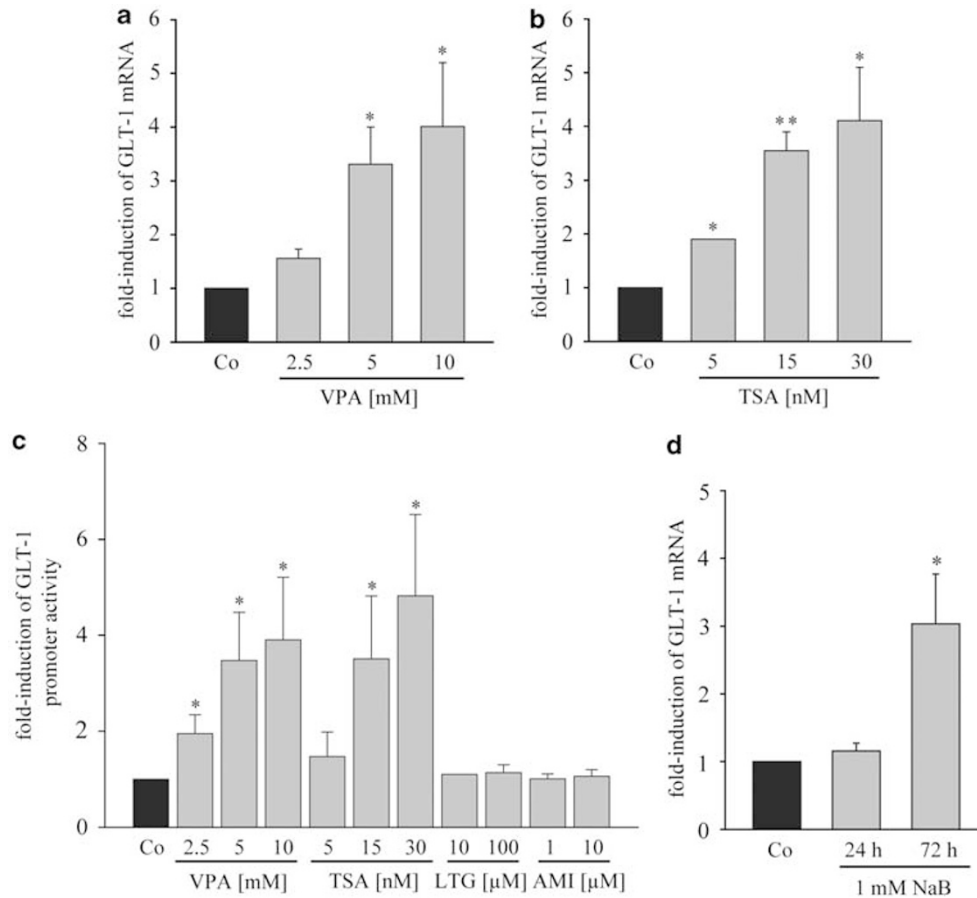 a
fold-induction of GLT-1 mRNA
6
5
4
3
2
1
0
*
*
Co
2.5
5
10
VPA [mM]
b
fold-induction of GLT-1 mRNA
6
5
4
3
2
1
0
*
**
*
Co
5
15
30
TSA [nM]
c
fold-induction of GLT-1
promoter activity
8
6
4
2
0
*
*
*
*
*
Co
2.5
5
10
5
15
30
10
100
1
10
VPA [mM]
TSA [nM]
LTG [µM]
AMI [µM]
d
fold-induction of GLT-1 mRNA
5
4
3
2
1
0
*
Co
24 h
72 h
1 mM NaB